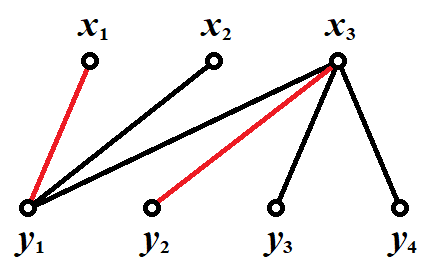 x₁ x₂ x₃
y₁ y₂ y₃ y₄